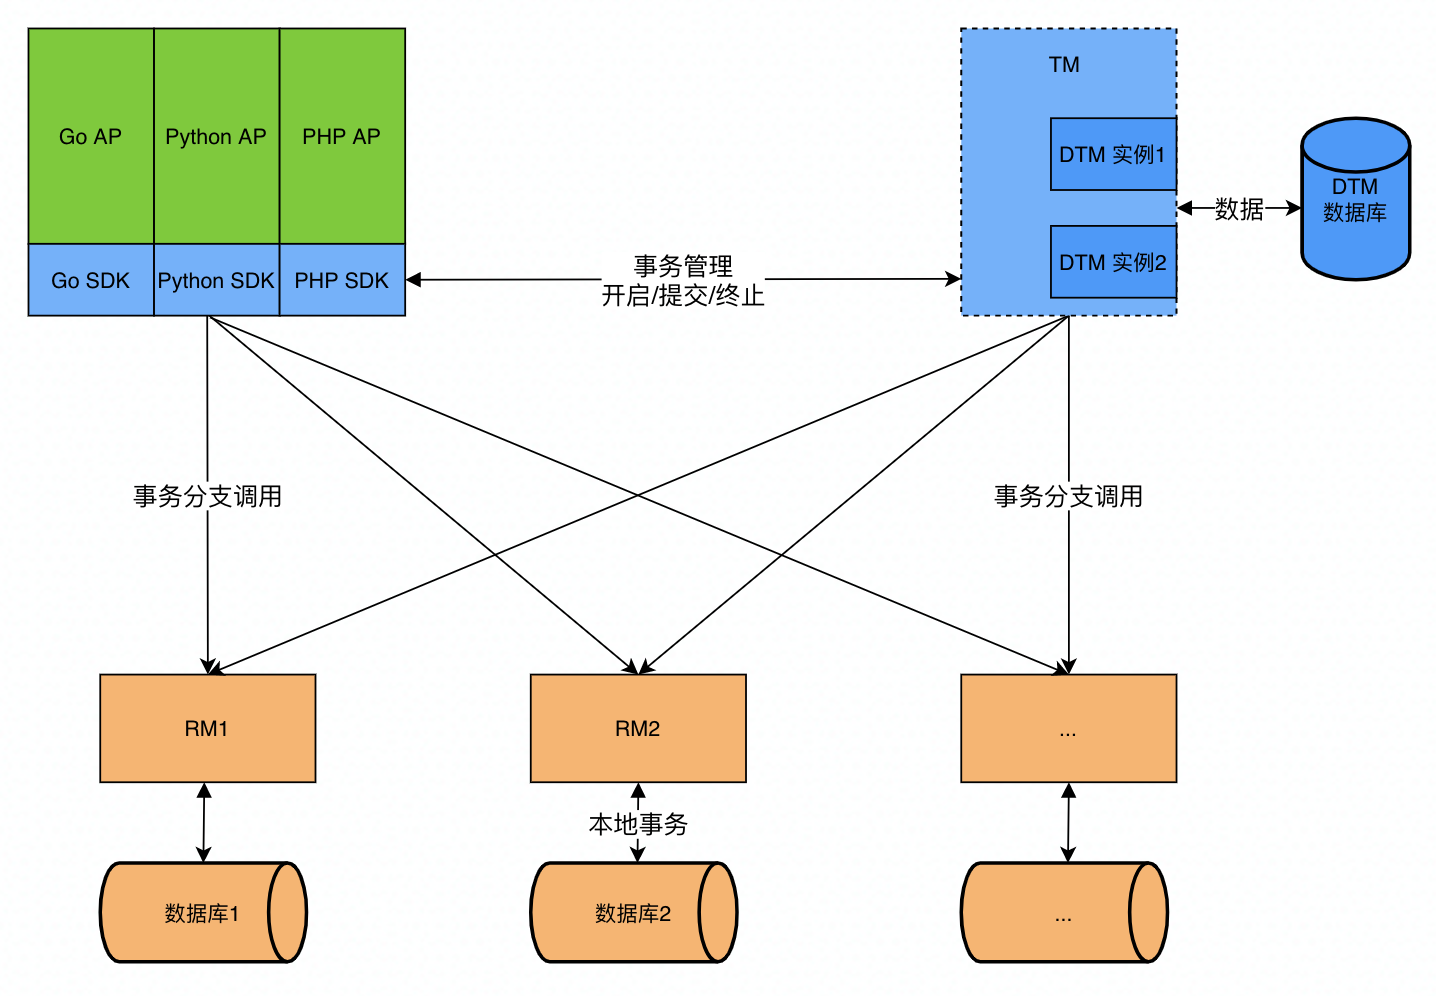 Go AP
Python AP
PHP AP
Go SDK
Python SDK
PHP SDK
事务管理
开启/提交/终止
TM
DTM 实例1
DTM 实例2
数据
DTM
数据库
事务分支调用
事务分支调用
RM1
RM2
...
本地事务
数据库1
数据库2
...